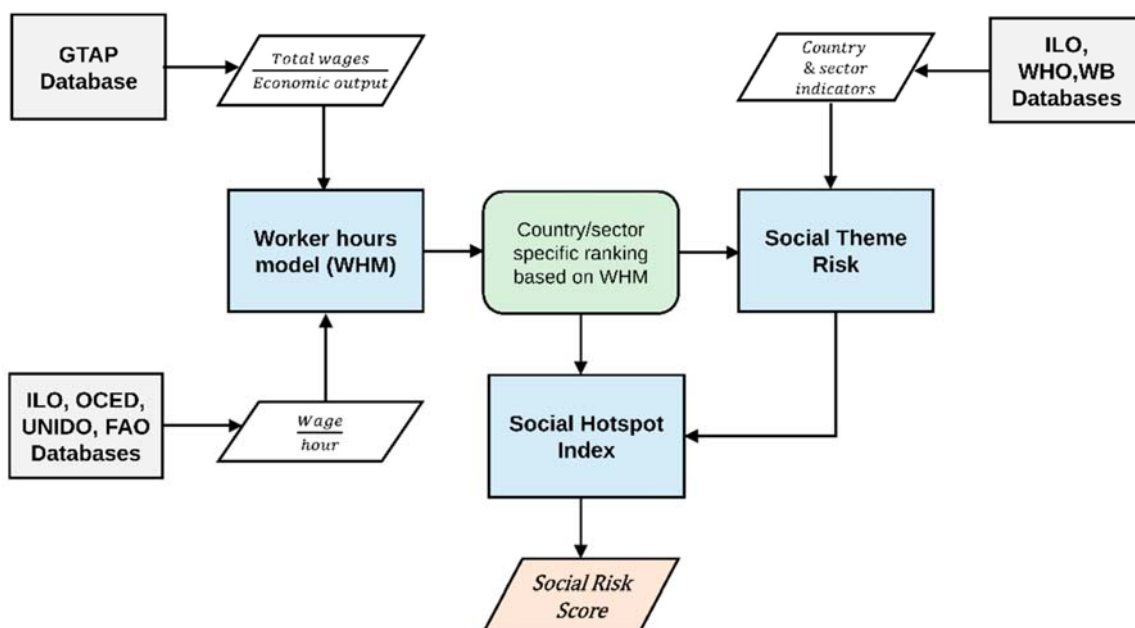 GTAP
Database
Total wages
Economic output
Country
& sector
indicators
ILO,
WHO,WB
Databases
Worker hours
model (WHM)
Country/sector
specific ranking
based on WHM
Social Theme
Risk
ILO, OCED,
UNIDO, FAO
Databases
Wage
hour
Social Hotspot
Index
Social Risk
Score